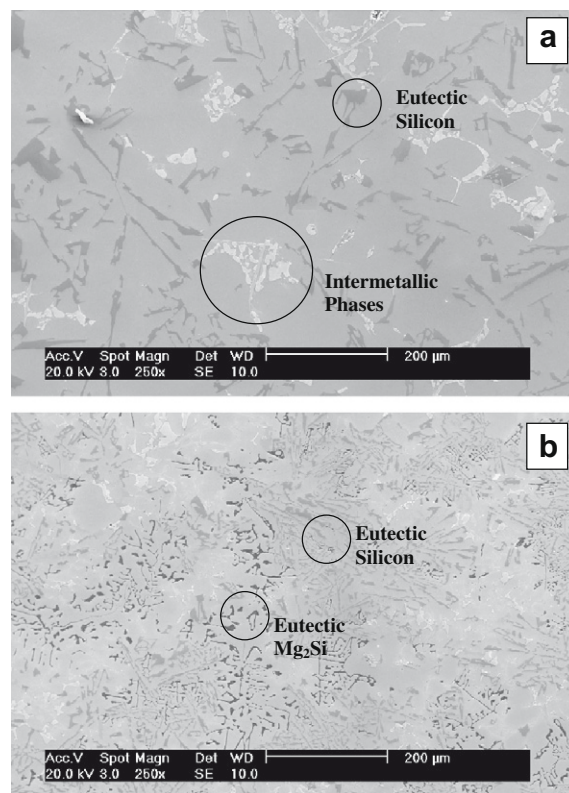 a
Eutectic
Silicon
Intermetallic
Phases
Acc.V Spot Magn Det WD 200 µm
20.0 kV 3.0 250x SE 10.0
b
Eutectic
Silicon
Eutectic
Mg₂Si
Acc.V Spot Magn Det WD 200 µm
20.0 kV 3.0 250x SE 10.0